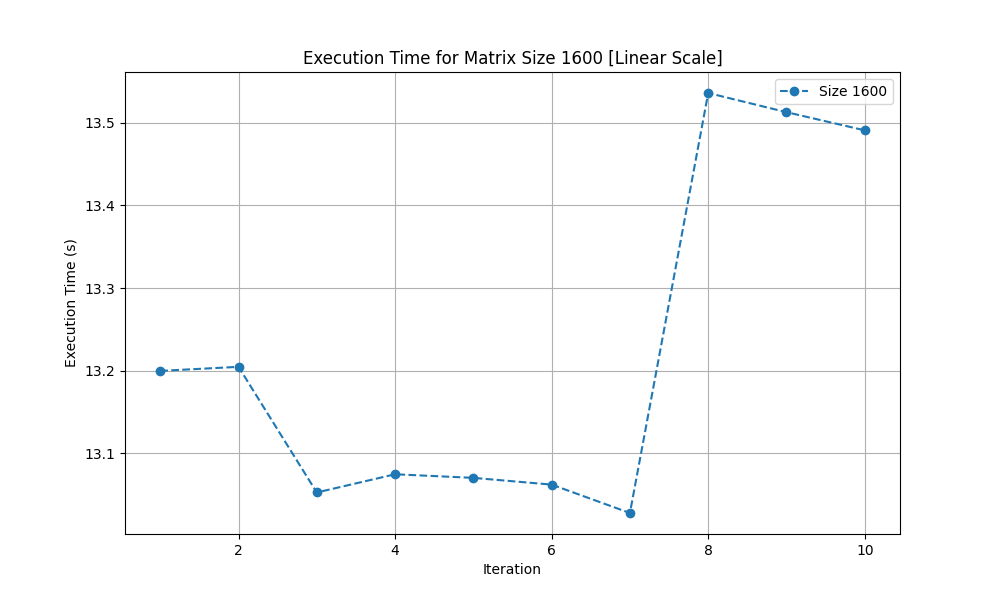 Execution Time for Matrix Size 1600 [Linear Scale]
Size 1600
13.5
13.4
13.3
13.2
13.1
Execution Time (s)
2 4 6 8 10
Iteration